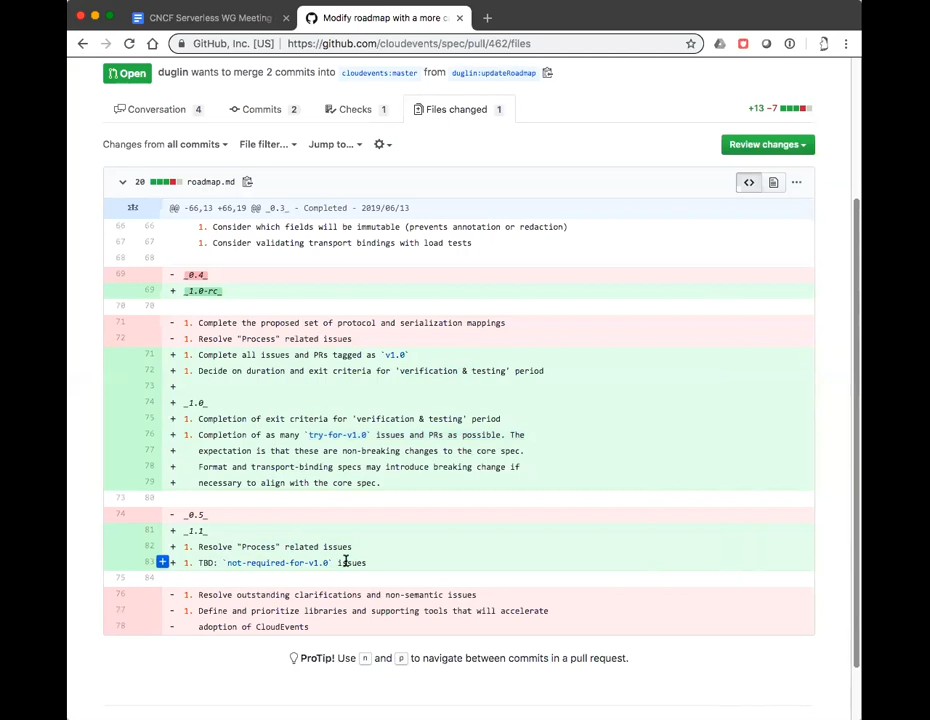 CNCF Serverless WG Meeting
Modify roadmap with a more c
GitHub, Inc. [US] | https://github.com/cloudevents/spec/pull/462/files
Open
duglin wants to merge 2 commits into cloudevents:master from duglin:updateRoadmap
Conversation 4
Commits 2
Checks 1
Files changed 1
+13 −7
Changes from all commits
File filter...
Jump to...
Review changes
20 roadmap.md
@@ -66,13 +66,19 @@ _0.3_ - Completed - 2019/06/13
66 66 1. Consider which fields will be immutable (prevents annotation or redaction)
67 67 1. Consider validating transport bindings with load tests
68 68
69 - _0.4_
69 + _1.0-rc_
70 70
71 - 1. Complete the proposed set of protocol and serialization mappings
72 - 1. Resolve "Process" related issues
71 + 1. Complete all issues and PRs tagged as `v1.0`
72 + 1. Decide on duration and exit criteria for 'verification & testing' period
73 +
74 + _1.0_
75 + 1. Completion of exit criteria for 'verification & testing' period
76 + 1. Completion of as many `try-for-v1.0` issues and PRs as possible. The
77 + expectation is that these are non-breaking changes to the core spec.
78 + Format and transport-binding specs may introduce breaking change if
79 + necessary to align with the core spec.
73 80
74 - _0.5_
81 + _1.1_
82 + 1. Resolve "Process" related issues
83 + 1. TBD: `not-required-for-v1.0` issues
75 84
76 - 1. Resolve outstanding clarifications and non-semantic issues
77 - 1. Define and prioritize libraries and supporting tools that will accelerate
78 - adoption of CloudEvents
ProTip! Use n and p to navigate between commits in a pull request.